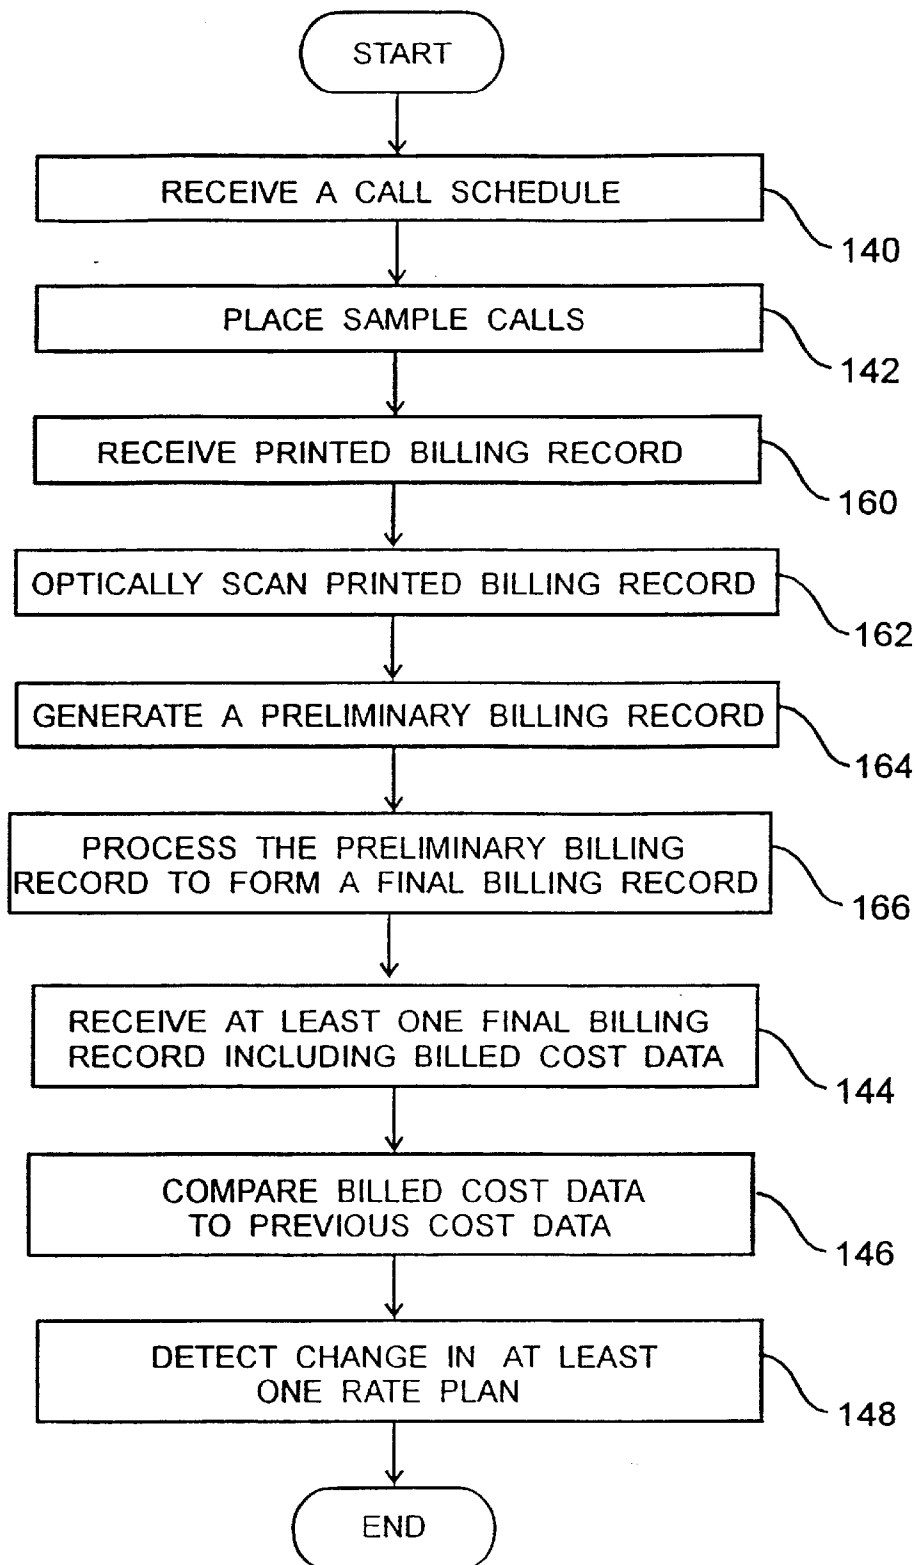 START
RECEIVE A CALL SCHEDULE
140
PLACE SAMPLE CALLS
142
RECEIVE PRINTED BILLING RECORD
160
OPTICALLY SCAN PRINTED BILLING RECORD
162
GENERATE A PRELIMINARY BILLING RECORD
164
PROCESS THE PRELIMINARY BILLING
RECORD TO FORM A FINAL BILLING RECORD
166
RECEIVE AT LEAST ONE FINAL BILLING
RECORD INCLUDING BILLED COST DATA
144
COMPARE BILLED COST DATA
TO PREVIOUS COST DATA
146
DETECT CHANGE IN AT LEAST
ONE RATE PLAN
148
END